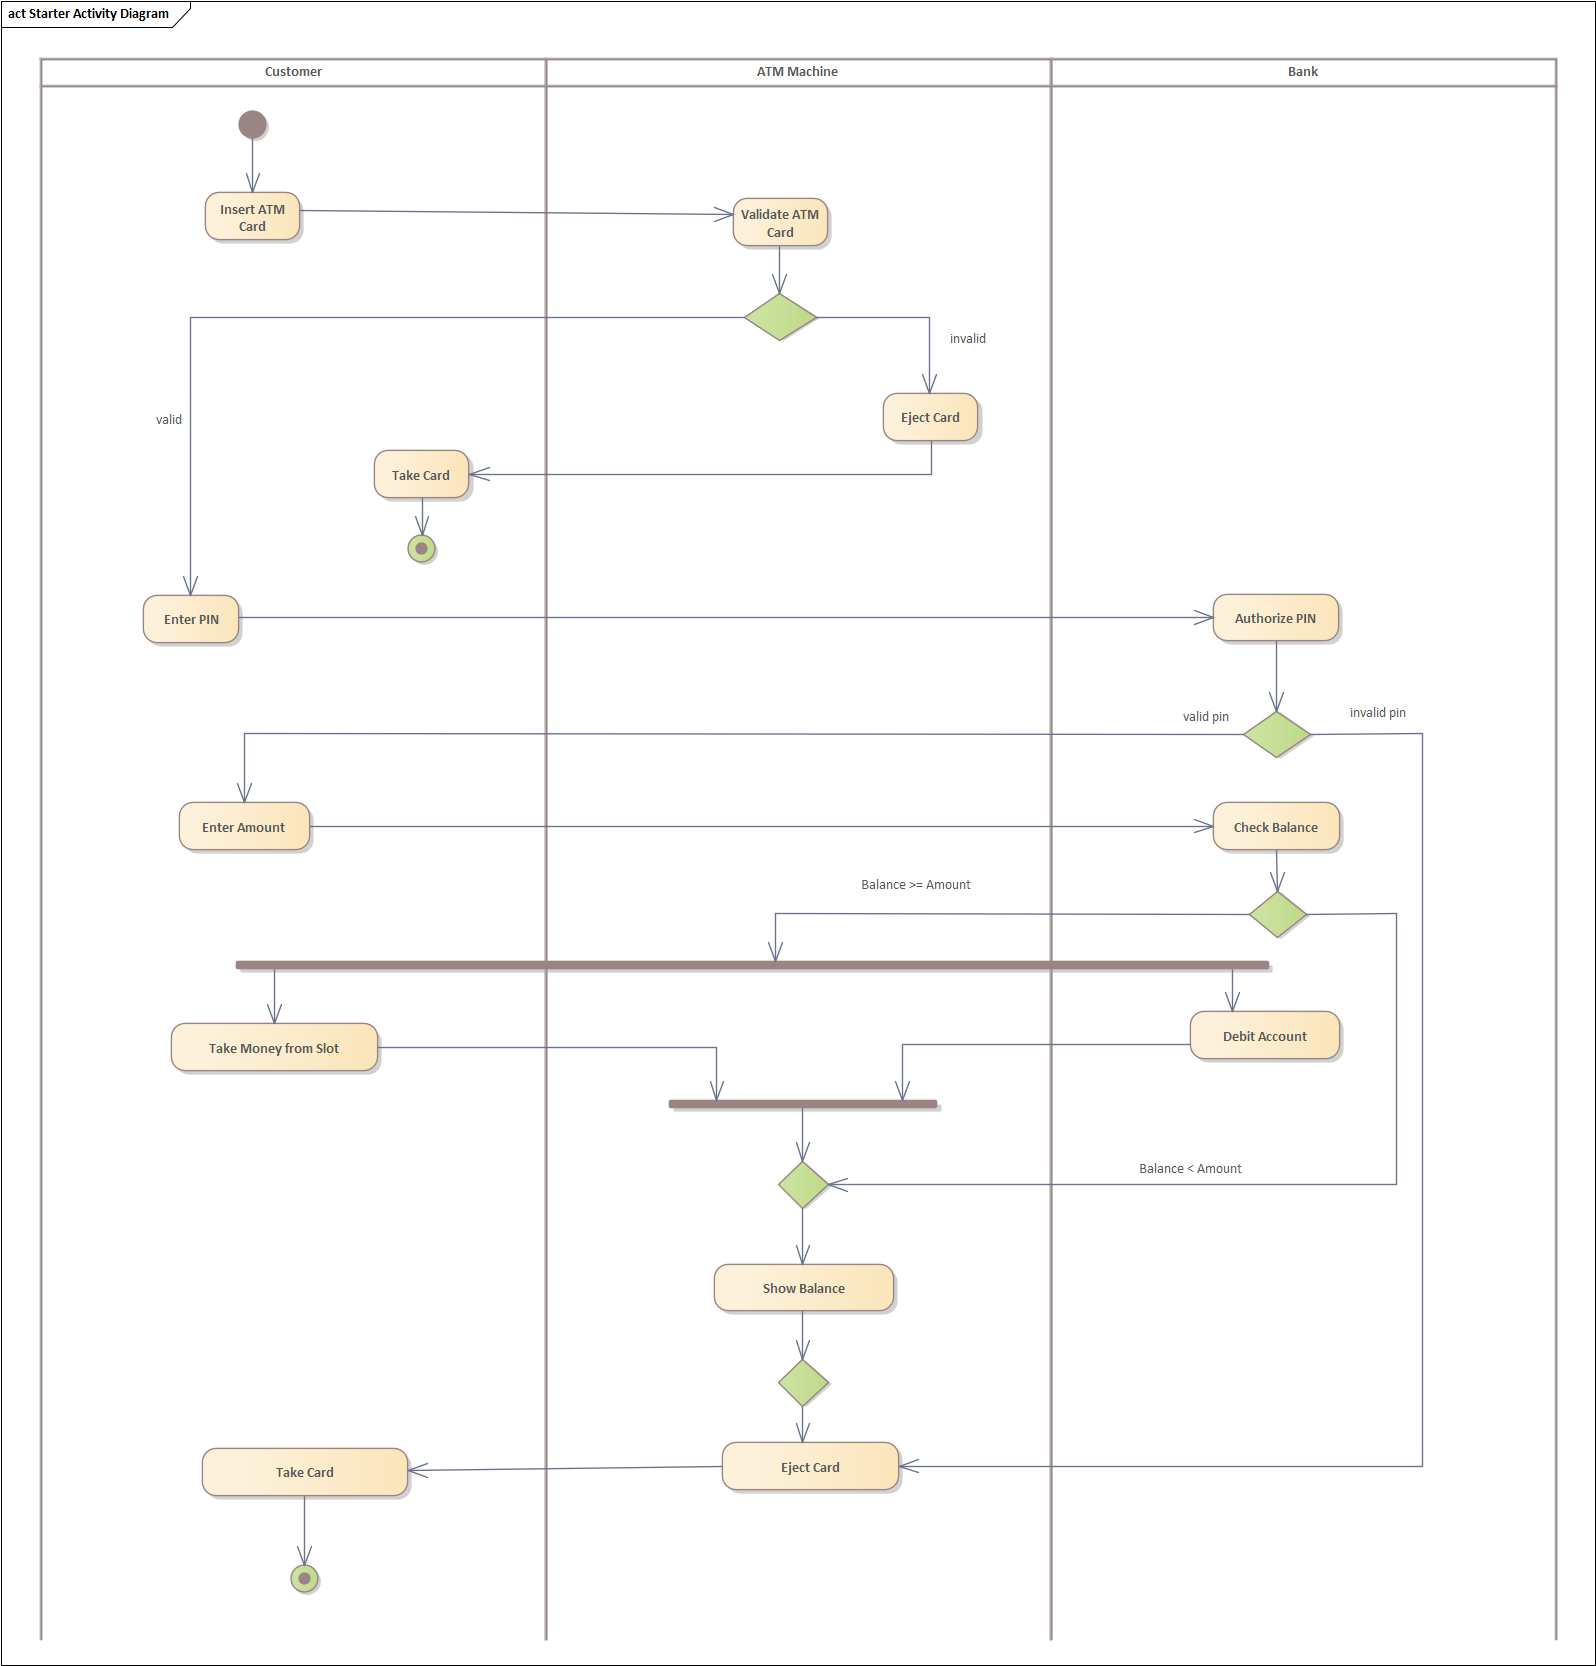 act Starter Activity Diagram
Customer
ATM Machine
Bank
Insert ATM
Card
Validate ATM
Card
invalid
valid
Eject Card
Take Card
Enter PIN
Authorize PIN
valid pin
invalid pin
Enter Amount
Check Balance
Balance >= Amount
Take Money from Slot
Debit Account
Balance < Amount
Show Balance
Take Card
Eject Card